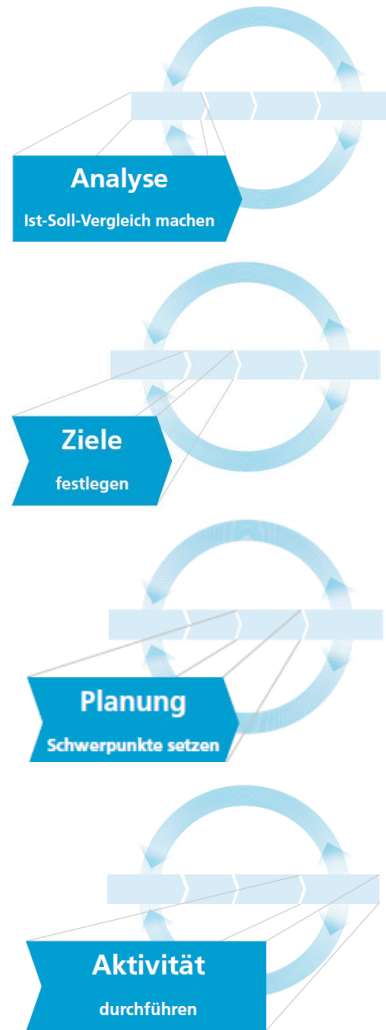 Analyse
Ist-Soll-Vergleich machen
Ziele
festlegen
Planung
Schwerpunkte setzen
Aktivität
durchführen